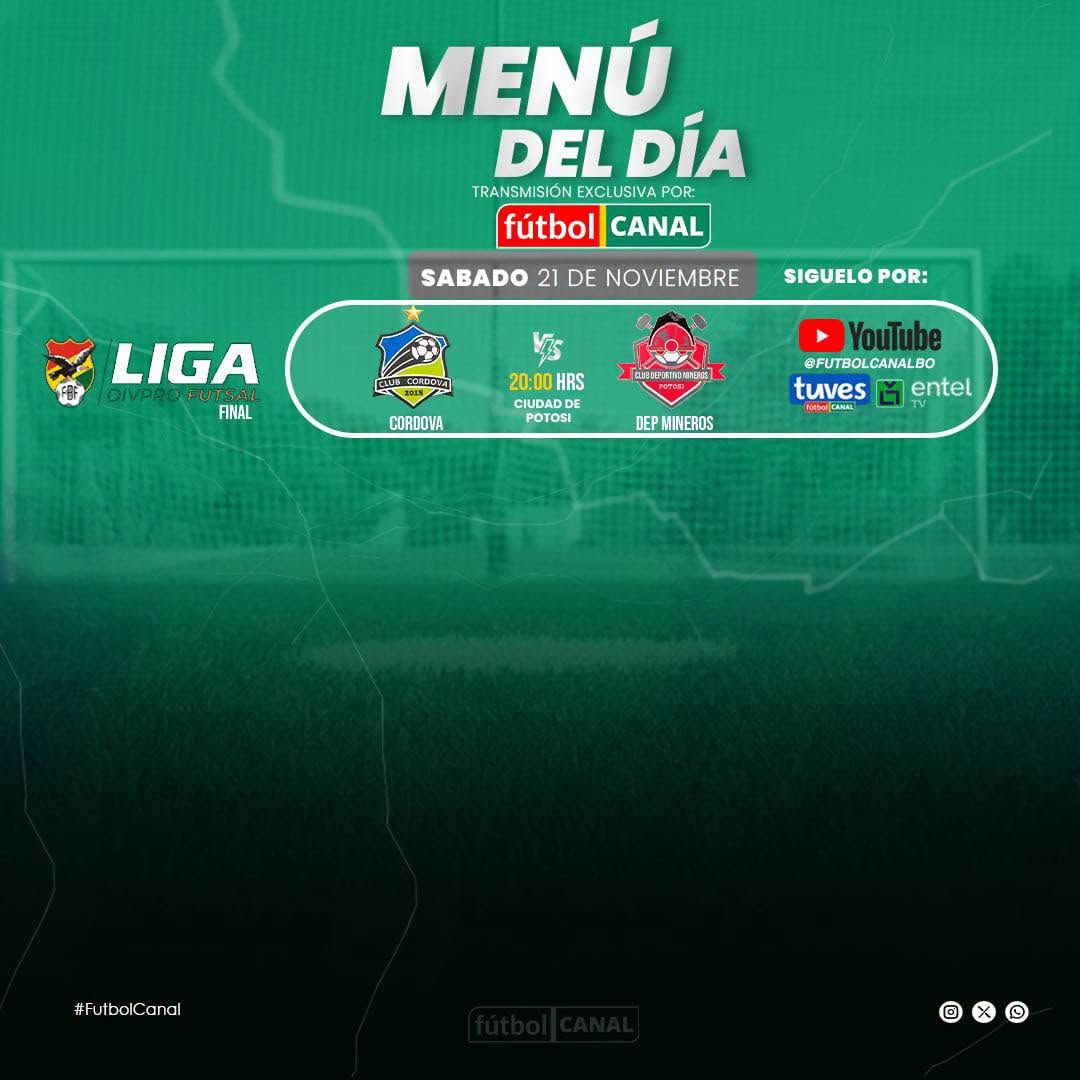 MENÚ
DEL DÍA
TRANSMISIÓN EXCLUSIVA POR:
fútbol CANAL
SABADO 21 DE NOVIEMBRE
SIGUELO POR:
FBF
LIGA
DIVPRO FUTSAL
FINAL
CLUB CORDOVA
2015
CORDOVA
VS
20:00 HRS
CIUDAD DE
POTOSI
CLUB DEPORTIVO MINEROS
POTOSI
DEP MINEROS
YouTube
@FUTBOLCANALBO
tuves
fútbol CANAL
entel
TV
#FutbolCanal
fútbol CANAL